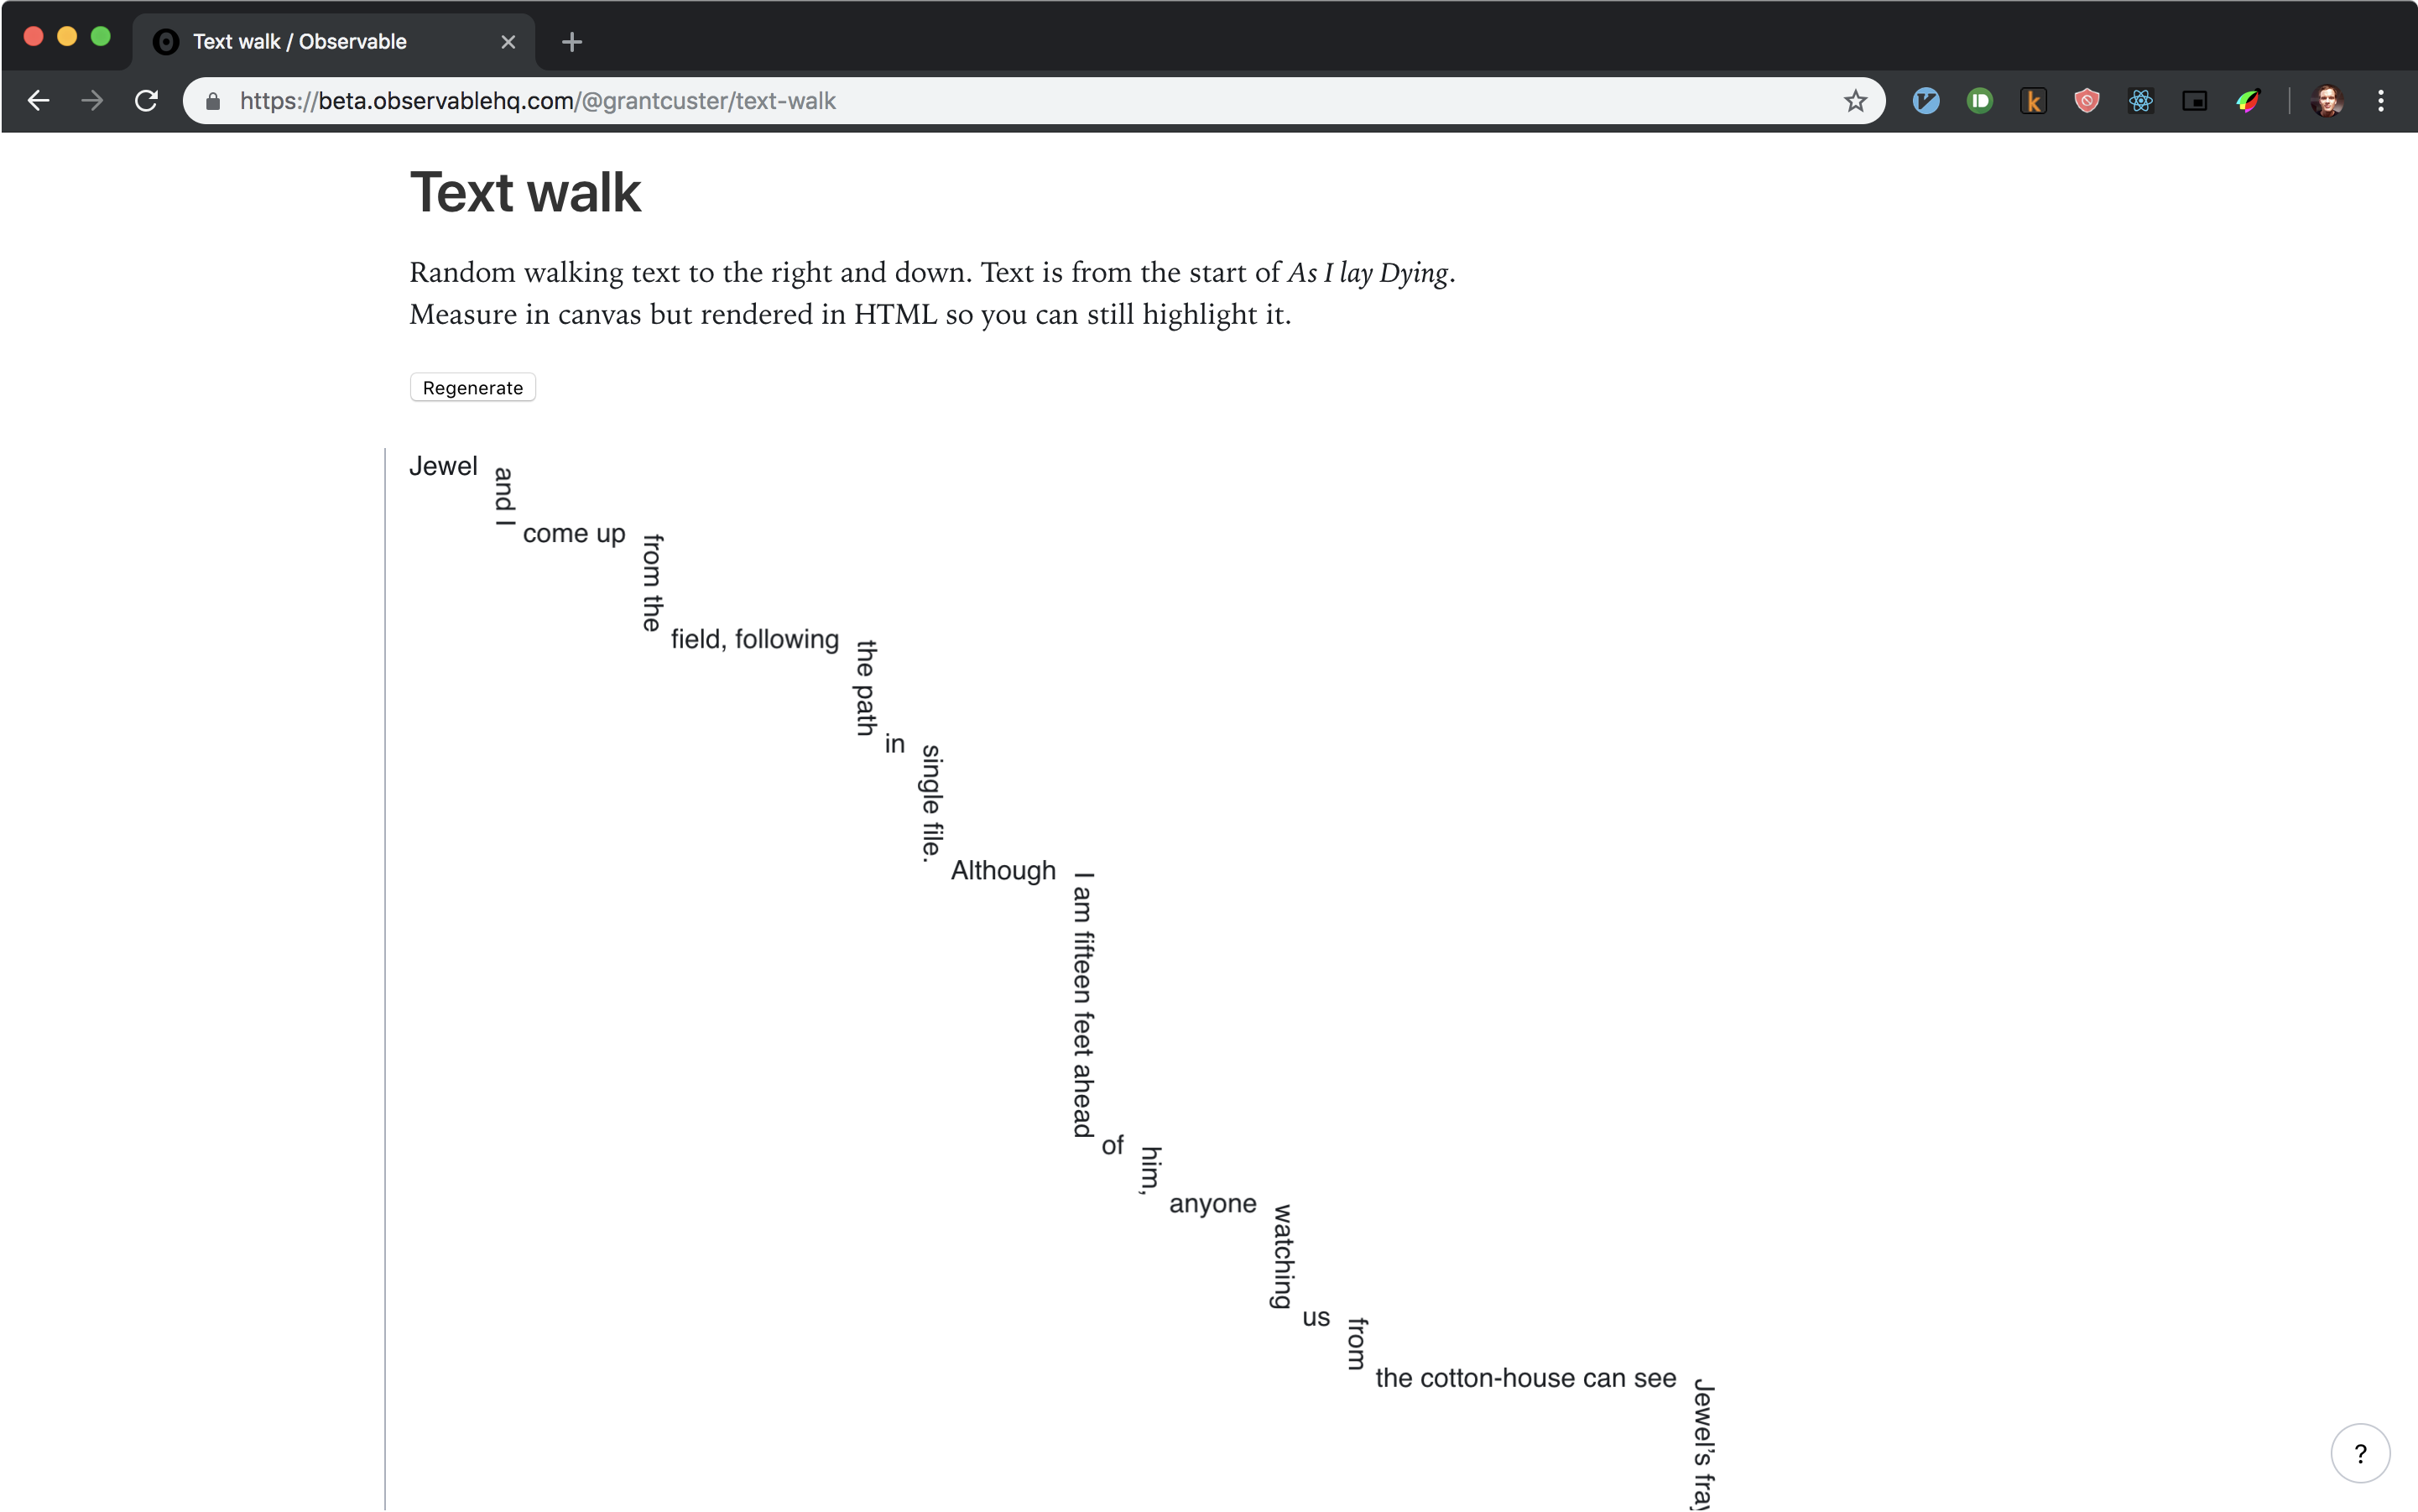 Text walk / Observable
https://beta.observablehq.com/@grantcuster/text-walk
Text walk
Random walking text to the right and down. Text is from the start of As I lay Dying.
Measure in canvas but rendered in HTML so you can still highlight it.
Regenerate
Jewel
and I
come up
from the
field, following
the path
in
single file.
Although
I am fifteen feet ahead
of
him,
anyone
watching
us
from
the cotton-house can see
Jewel’s fray
?